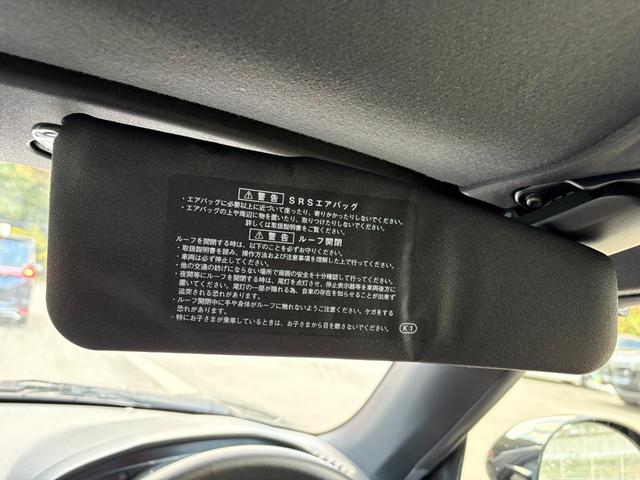 ⚠警告 SRSエアバッグ
・エアバッグに必要以上に近づいて座ったり、寄りかかったりしないでください。
・エアバッグの上や周辺に物を置いたり、取りつけたりしないでください。
詳しくは取扱説明書をご覧ください。
⚠警告 ルーフ開閉
ルーフを開閉する時は、以下のことを必ずお守りください。
・取扱説明書を読み、操作方法および注意事項を理解した上で行ってください。
・車両は必ず停止してください。
・他の交通の妨げにならない場所で周囲の安全を十分確認して行ってください。
・夜間等にルーフを開閉する時は、尾灯を点灯させ、停止表示器等を車両後方に
置いてください。尾灯の一部が隠れる為、自車の存在を知らせることが出来ず
追突される恐れがあります。
・ルーフ開閉中に手や身体がルーフに触れないようご注意ください。ケガをする
恐れがあります。
・特にお子さまが乗車しているときは、お子さまから目を離さないでください。
K1